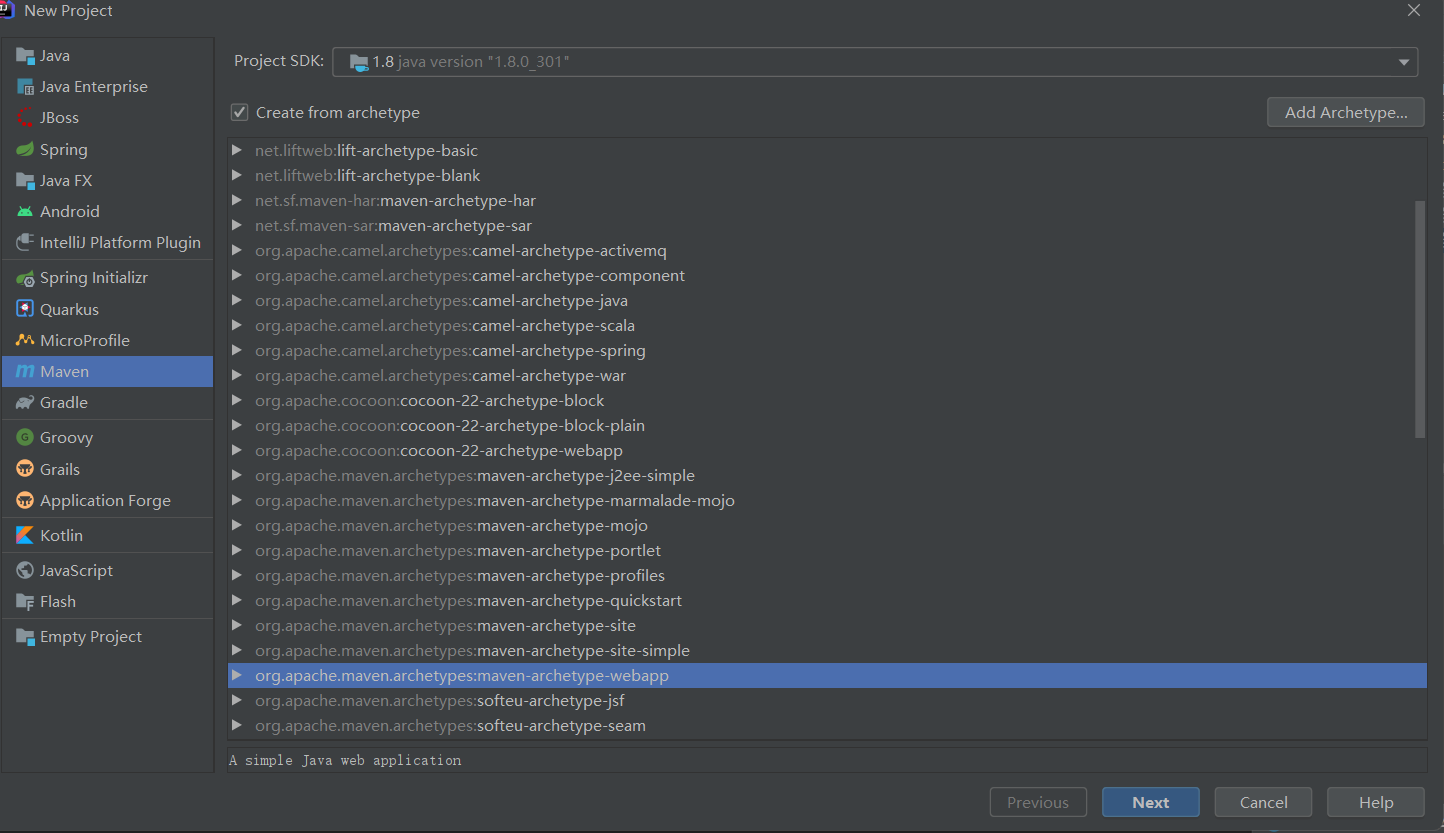 New Project
Java
Java Enterprise
JBoss
Spring
Java FX
Android
IntelliJ Platform Plugin
Spring Initializr
Quarkus
MicroProfile
Maven
Gradle
Groovy
Grails
Application Forge
Kotlin
JavaScript
Flash
Empty Project
Project SDK: 1.8 java version "1.8.0_301"
Create from archetype
Add Archetype...
net.liftweb:lift-archetype-basic
net.liftweb:lift-archetype-blank
net.sf.maven-har:maven-archetype-har
net.sf.maven-sar:maven-archetype-sar
org.apache.camel.archetypes:camel-archetype-activemq
org.apache.camel.archetypes:camel-archetype-component
org.apache.camel.archetypes:camel-archetype-java
org.apache.camel.archetypes:camel-archetype-scala
org.apache.camel.archetypes:camel-archetype-spring
org.apache.camel.archetypes:camel-archetype-war
org.apache.cocoon:cocoon-22-archetype-block
org.apache.cocoon:cocoon-22-archetype-block-plain
org.apache.cocoon:cocoon-22-archetype-webapp
org.apache.maven.archetypes:maven-archetype-j2ee-simple
org.apache.maven.archetypes:maven-archetype-marmalade-mojo
org.apache.maven.archetypes:maven-archetype-mojo
org.apache.maven.archetypes:maven-archetype-portlet
org.apache.maven.archetypes:maven-archetype-profiles
org.apache.maven.archetypes:maven-archetype-quickstart
org.apache.maven.archetypes:maven-archetype-site
org.apache.maven.archetypes:maven-archetype-site-simple
org.apache.maven.archetypes:maven-archetype-webapp
org.apache.maven.archetypes:softeu-archetype-jsf
org.apache.maven.archetypes:softeu-archetype-seam
A simple Java web application
Previous
Next
Cancel
Help